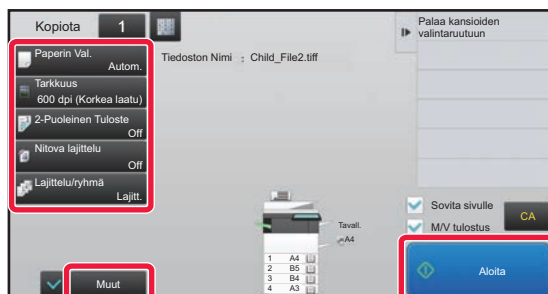 Kopiota 1
Paperin Val.
Autom.
Tarkkuus
600 dpi (Korkea laatu)
2-Puoleinen Tuloste
Off
Nitova lajittelu
Off
Lajittelu/ryhmä
Lajitt.
Muut
Tiedoston Nimi : Child_File2.tiff
Tavall.
A4
1 A4
2 B5
3 B4
4 A3
Palaa kansioiden
valintaruutuun
Sovita sivulle
M/V tulostus
CA
Aloita